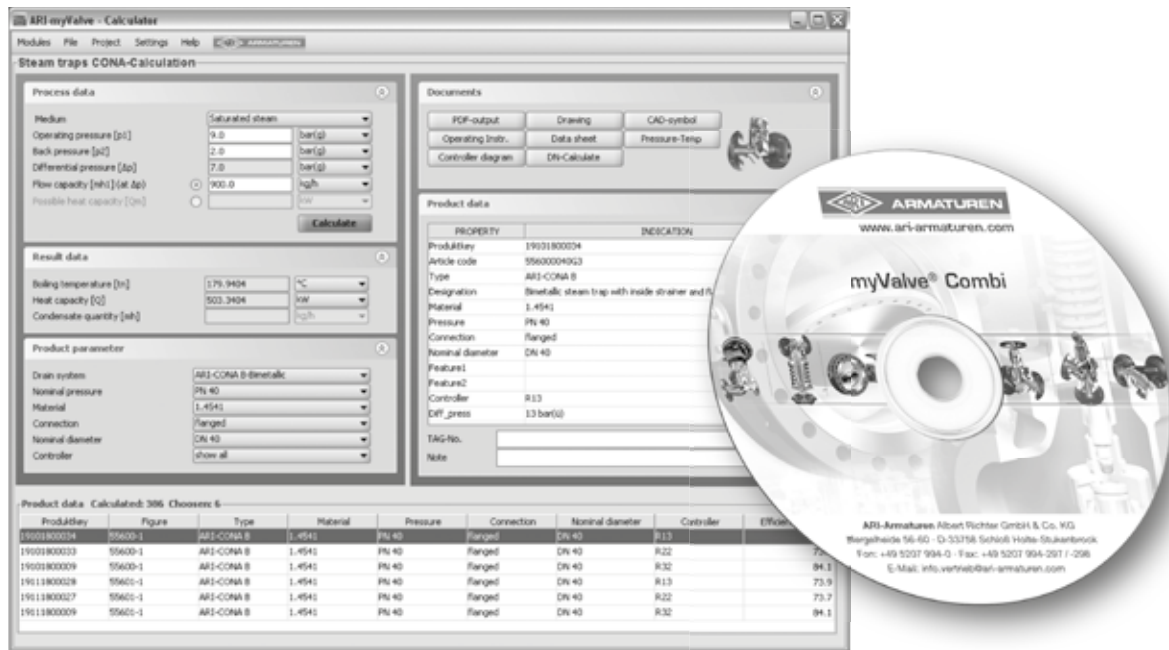 ARI-myValve - Calculator
Modules File Project Settings Help ARI ARMATUREN
Steam traps CONA-Calculation
Process data
Medium Saturated steam
Operating pressure [p1] 9.0 bar(g)
Back pressure [p2] 2.0 bar(g)
Differential pressure [Δp] 7.0 bar(g)
Flow capacity [mh1] (at Δp) 900.0 kg/h
Possible heat capacity [Qm] kW
Calculate
Result data
Boiling temperature [tn] 179.9404 °C
Heat capacity [Q] 503.3404 kW
Condensate quantity [mh] kg/h
Product parameter
Drain system ARI-CONA B-Bimetallic
Nominal pressure PN 40
Material 1.4541
Connection flanged
Nominal diameter DN 40
Controller show all
Documents
PDF-output Drawing CAD-symbol
Operating Instr. Data sheet Pressure-Temp
Controller diagram DN-Calculate
Product data
PROPERTY INDICATION
Produktkey 19101800034
Article code 556000040G3
Type ARI-CONA B
Designation Bimetallic steam trap with inside strainer and
Material 1.4541
Pressure PN 40
Connection flanged
Nominal diameter DN 40
Feature1
Feature2
Controller R13
Diff_press 13 bar(ü)
TAG-No.
Note
Product data Calculated: 306 Choosen: 6
Produktkey Figure Type Material Pressure Connection Nominal diameter Controller
19101800034 55600-1 ARI-CONA B 1.4541 PN 40 flanged DN 40 R13
19101800033 55600-1 ARI-CONA B 1.4541 PN 40 flanged DN 40 R22
19101800009 55600-1 ARI-CONA B 1.4541 PN 40 flanged DN 40 R32 84.1
19111800028 55601-1 ARI-CONA B 1.4541 PN 40 flanged DN 40 R13 73.9
19111800027 55601-1 ARI-CONA B 1.4541 PN 40 flanged DN 40 R22 73.7
19111800009 55601-1 ARI-CONA B 1.4541 PN 40 flanged DN 40 R32 84.1
ARI ARMATUREN
www.ari-armaturen.com
myValve® Combi
ARI-Armaturen Albert Richter GmbH & Co. KG
Mergelheide 56-60 · D-33758 Schloß Holte-Stukenbrock
Fon: +49 5207 994-0 · Fax: +49 5207 994-297 / -298
E-Mail: info.vertrieb@ari-armaturen.com